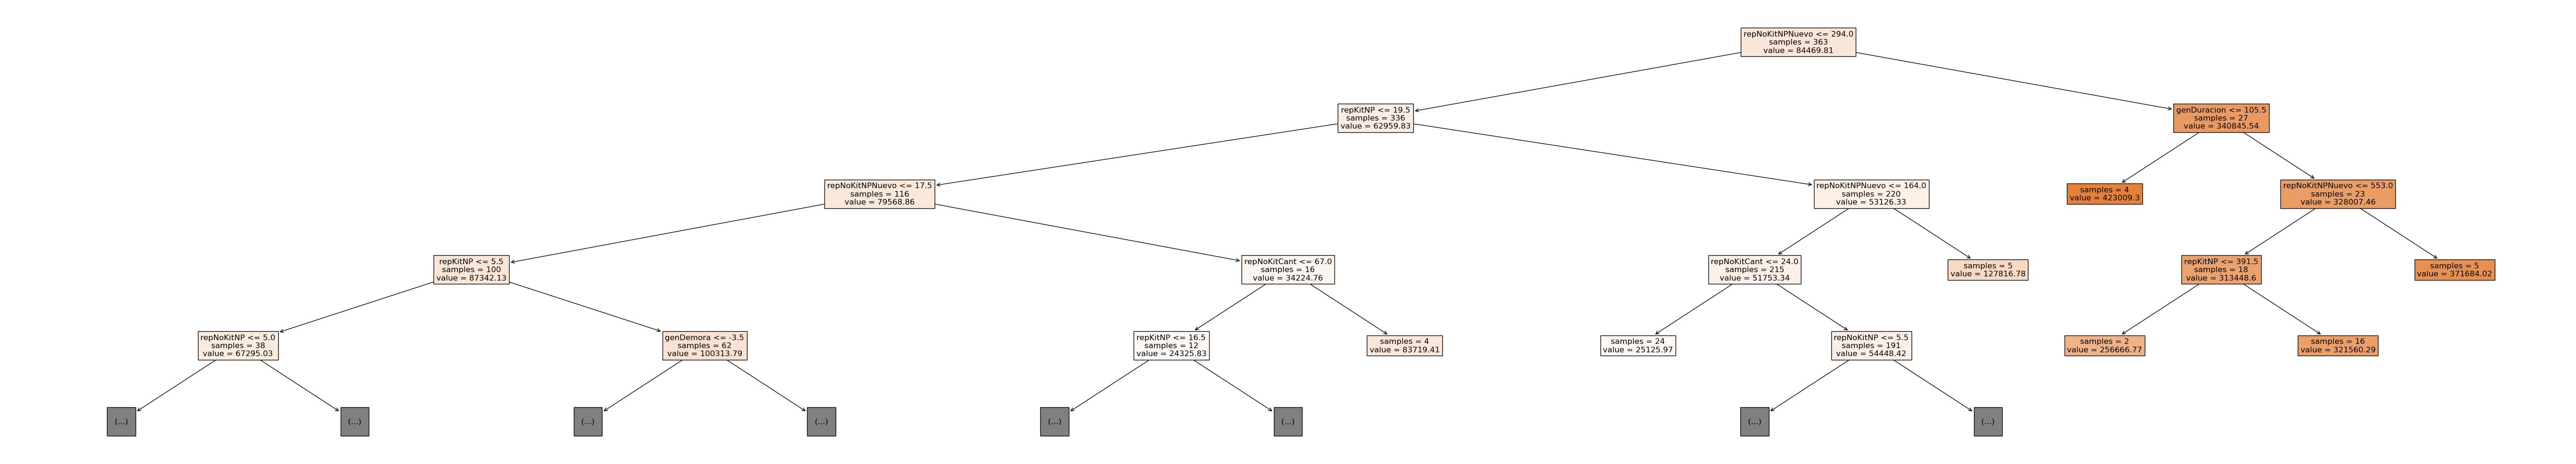 repNoKitNPNuevo <= 294.0
samples = 363
value = 84469.81
repKitNP <= 19.5
samples = 336
value = 62959.83
genDuracion <= 105.5
samples = 27
value = 340845.54
repNoKitNPNuevo <= 17.5
samples = 116
value = 79568.86
repNoKitNPNuevo <= 164.0
samples = 220
value = 53126.33
samples = 4
value = 423009.3
repNoKitNPNuevo <= 553.0
samples = 23
value = 328007.46
repKitNP <= 5.5
samples = 100
value = 87342.13
repNoKitCant <= 67.0
samples = 16
value = 34224.76
repNoKitCant <= 24.0
samples = 215
value = 51753.34
samples = 5
value = 127816.78
repKitNP <= 391.5
samples = 18
value = 313448.6
samples = 5
value = 371684.02
repNoKitNP <= 5.0
samples = 38
value = 67295.03
genDemora <= -3.5
samples = 62
value = 100313.79
repKitNP <= 16.5
samples = 12
value = 24325.83
samples = 4
value = 83719.41
samples = 24
value = 25125.97
repNoKitNP <= 5.5
samples = 191
value = 54448.42
samples = 2
value = 256666.77
samples = 16
value = 321560.29
(...)
(...)
(...)
(...)
(...)
(...)
(...)
(...)